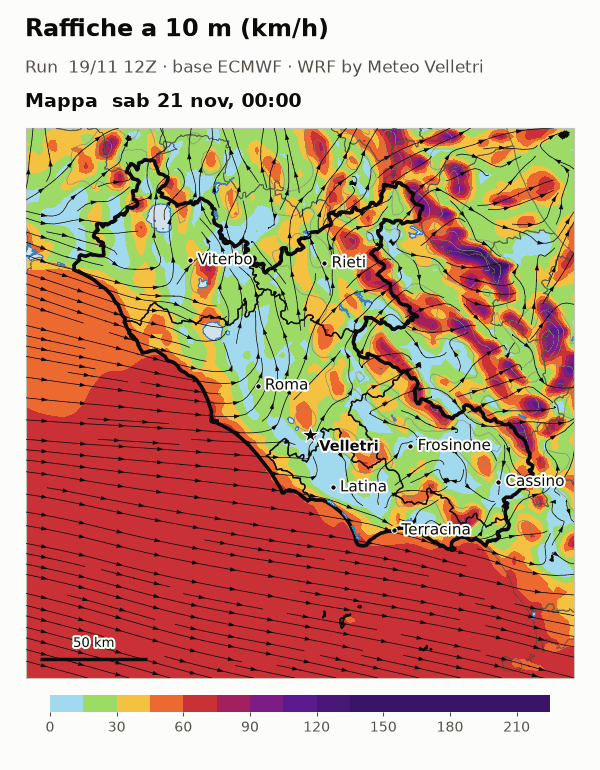 Raffiche a 10 m (km/h)
Run  19/11 12Z · base ECMWF · WRF by Meteo Velletri
Mappa  sab 21 nov, 00:00
Viterbo
Rieti
Roma
Velletri
Frosinone
Cassino
Latina
Terracina
50 km
0 30 60 90 120 150 180 210